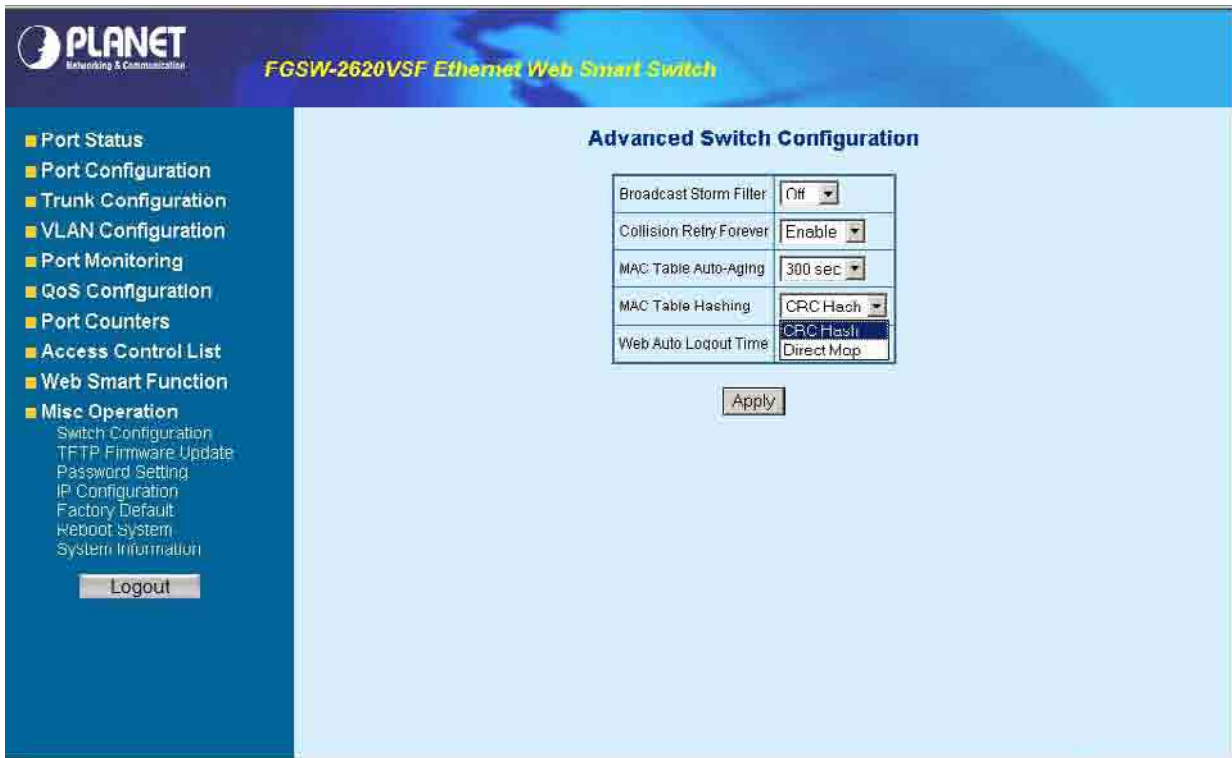 PLANET
Networking & Communication
FGSW-2620VSF Ethernet Web Smart Switch
Port Status
Port Configuration
Trunk Configuration
VLAN Configuration
Port Monitoring
QoS Configuration
Port Counters
Access Control List
Web Smart Function
Misc Operation
Switch Configuration
TFTP Firmware Update
Password Setting
IP Configuration
Factory Default
Reboot System
System Information
Logout
Advanced Switch Configuration
Broadcast Storm Filter Off
Collision Retry Forever Enable
MAC Table Auto-Aging 300 sec
MAC Table Hashing CRC Hash
CRC Hash
Web Auto Logout Time Direct Map
Apply